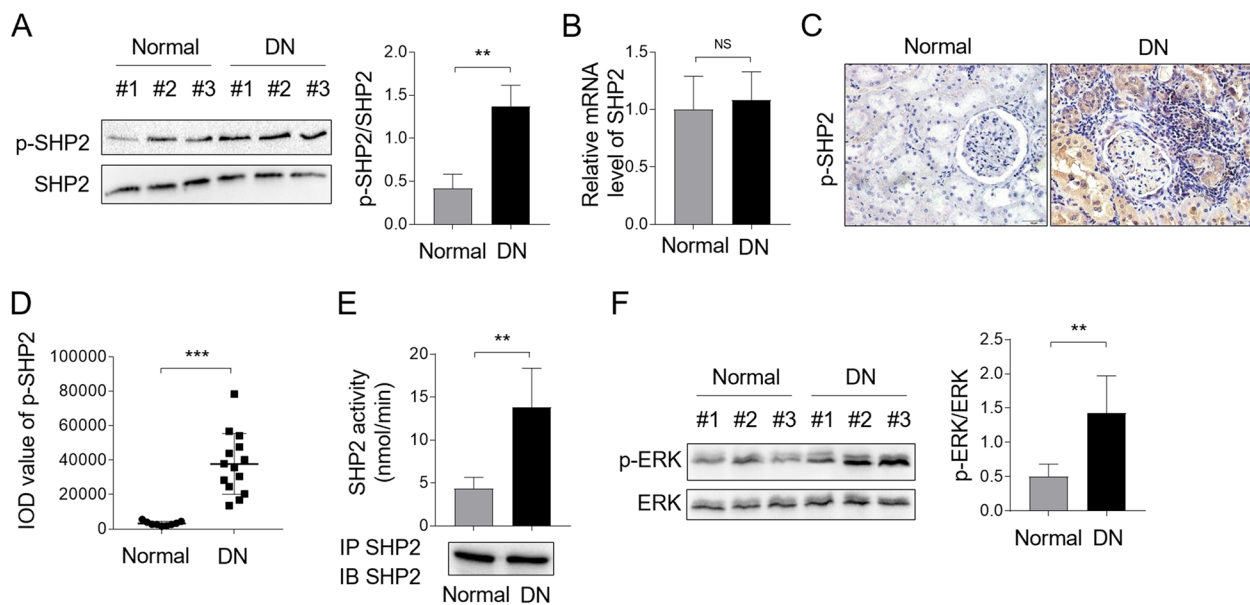 A
Normal DN
#1 #2 #3 #1 #2 #3
p-SHP2
SHP2
p-SHP2/SHP2
2.0
1.5
1.0
0.5
0.0
**
Normal DN
B
Relative mRNA
level of SHP2
1.5
1.0
0.5
0.0
NS
Normal DN
C
Normal DN
p-SHP2
D
IOD value of p-SHP2
100000
80000
60000
40000
20000
0
***
Normal DN
E
SHP2 activity
(nmol/min)
20
15
10
5
0
**
IP SHP2
IB SHP2
Normal DN
F
Normal DN
#1 #2 #3 #1 #2 #3
p-ERK
ERK
p-ERK/ERK
2.5
2.0
1.5
1.0
0.5
0.0
**
Normal DN